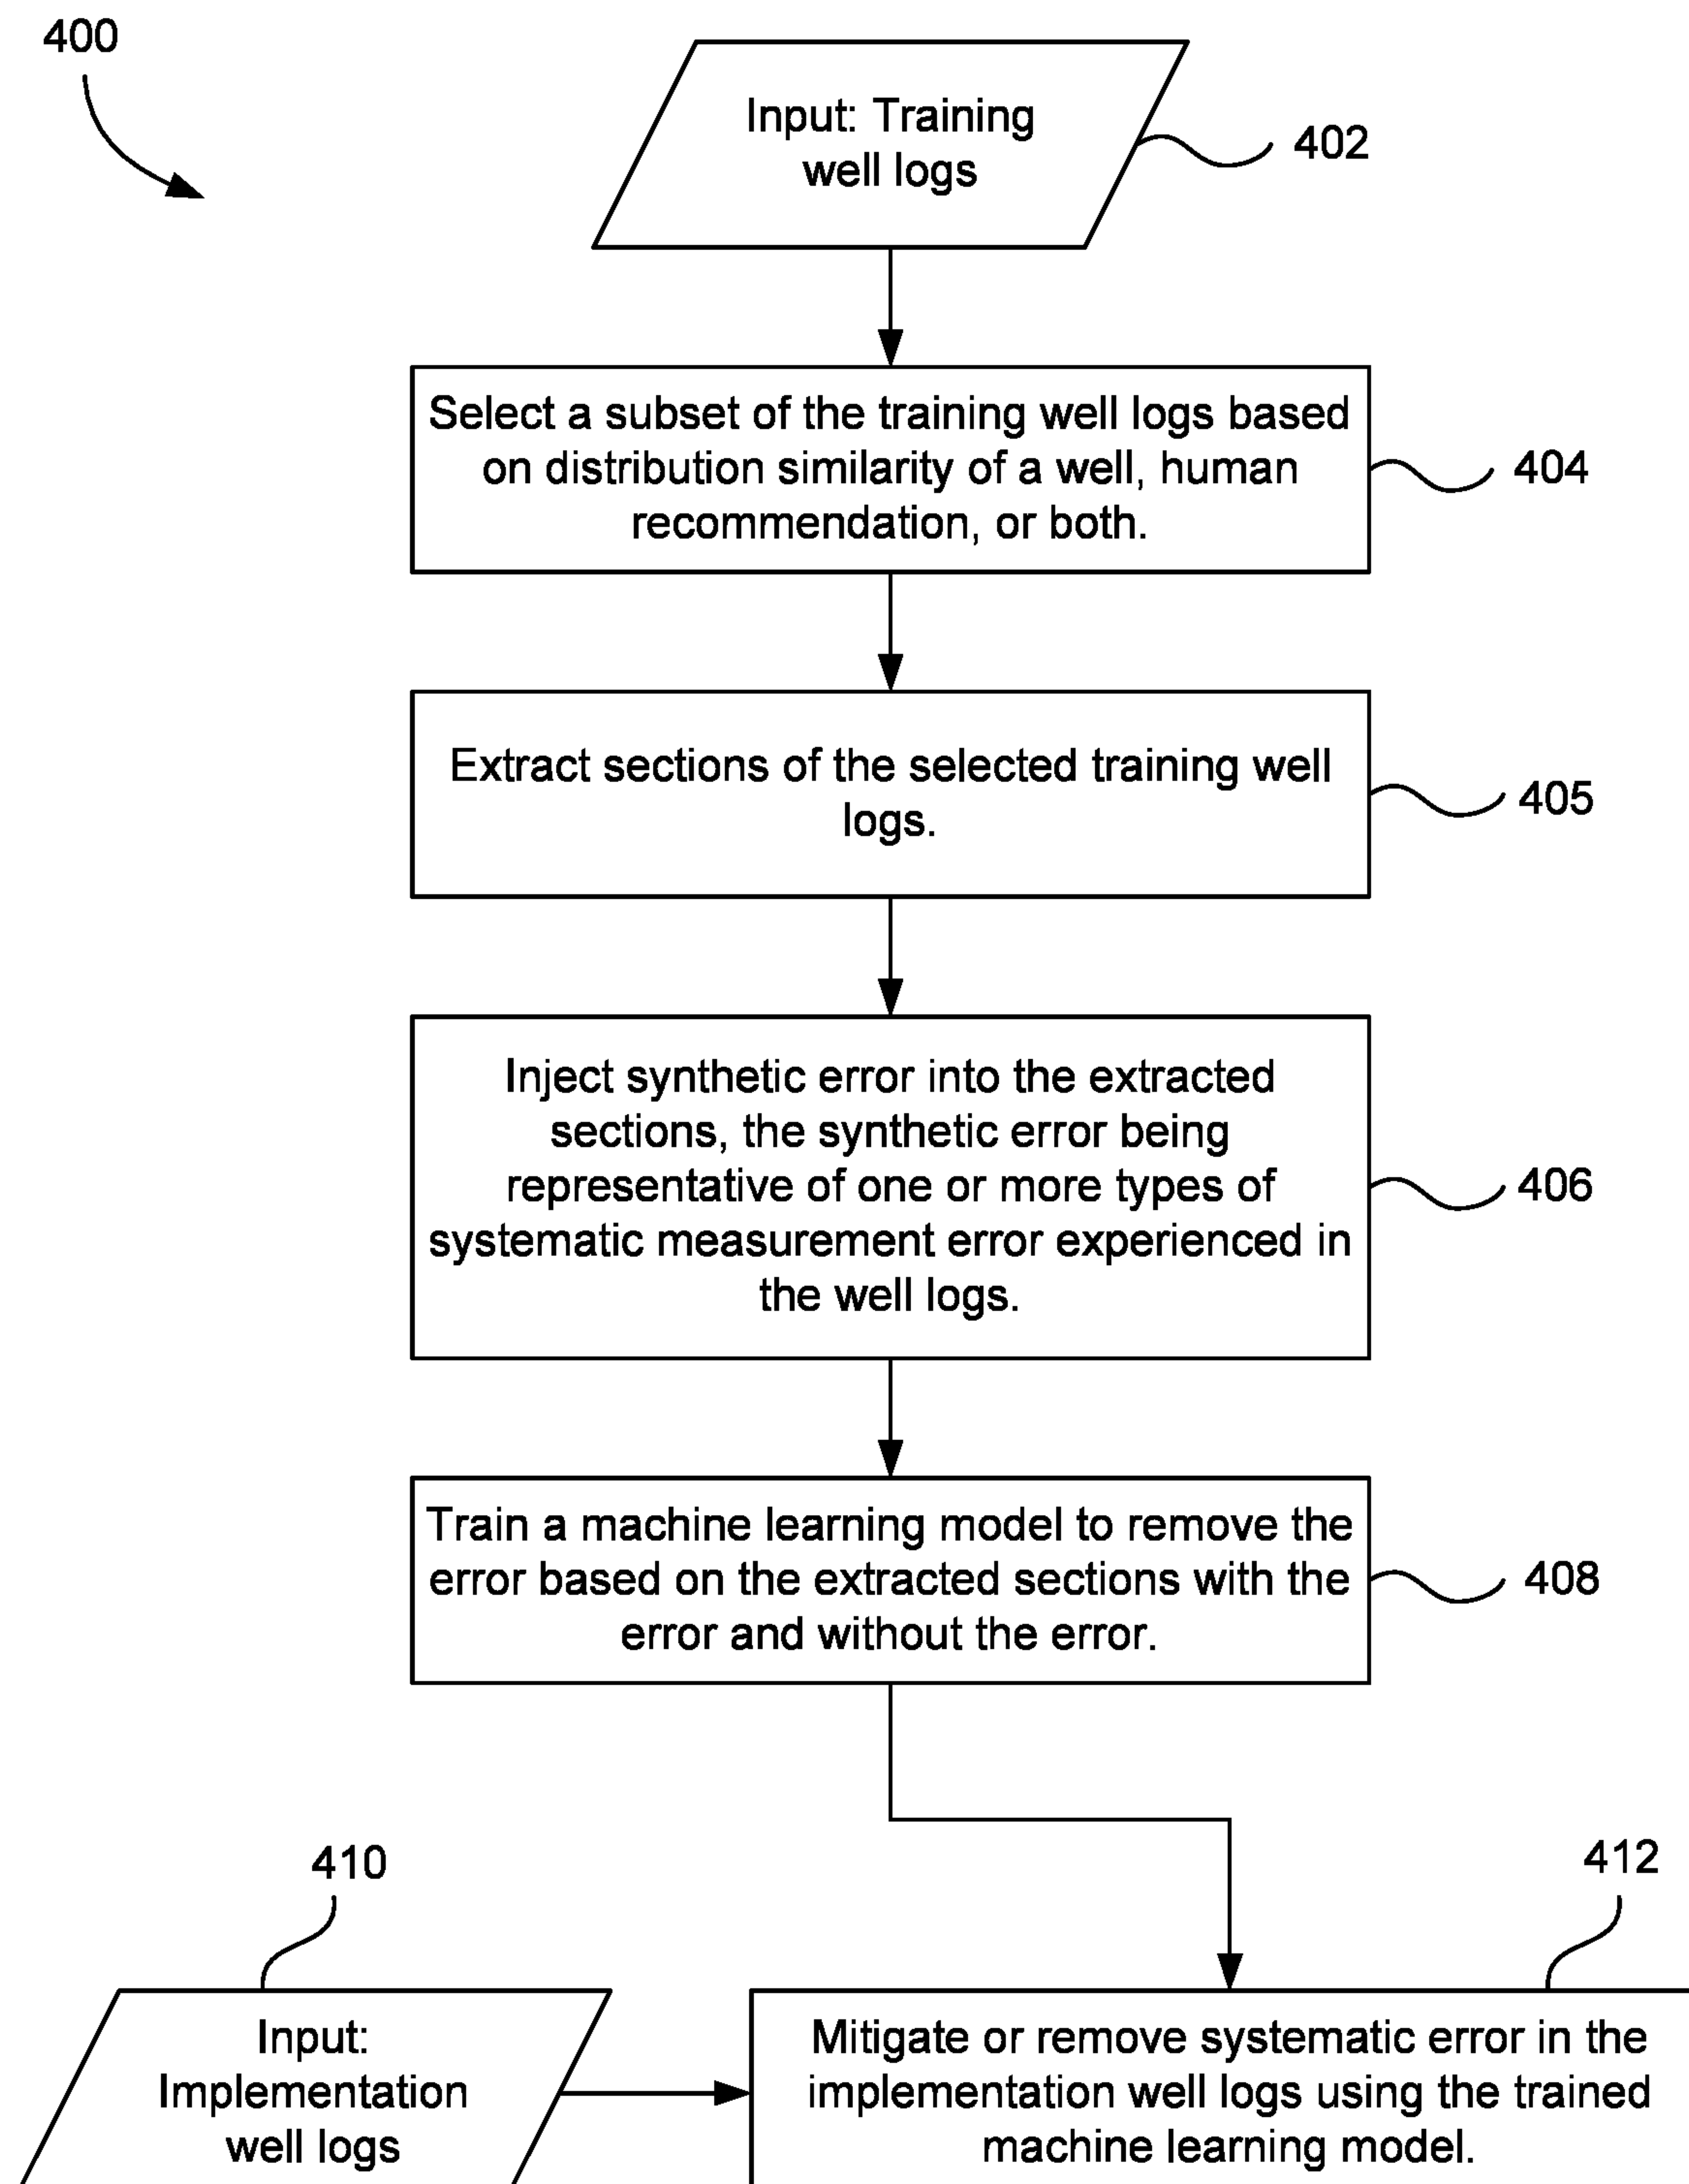 400
Input: Training
well logs
402
Select a subset of the training well logs based
on distribution similarity of a well, human
recommendation, or both.
404
Extract sections of the selected training well
logs.
405
Inject synthetic error into the extracted
sections, the synthetic error being
representative of one or more types of
systematic measurement error experienced in
the well logs.
406
Train a machine learning model to remove the
error based on the extracted sections with the
error and without the error.
408
410
Input:
Implementation
well logs
412
Mitigate or remove systematic error in the
implementation well logs using the trained
machine learning model.